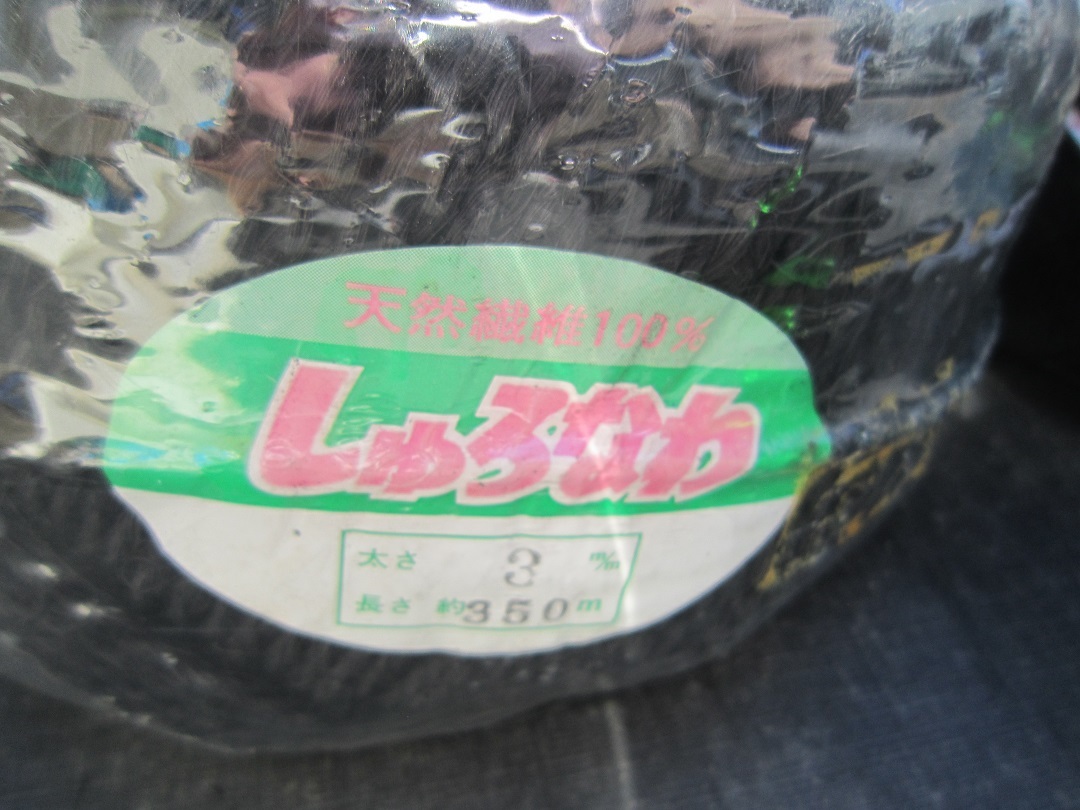 天然繊維100%
しゅろなわ
太さ 3 m/m
長さ 約350m